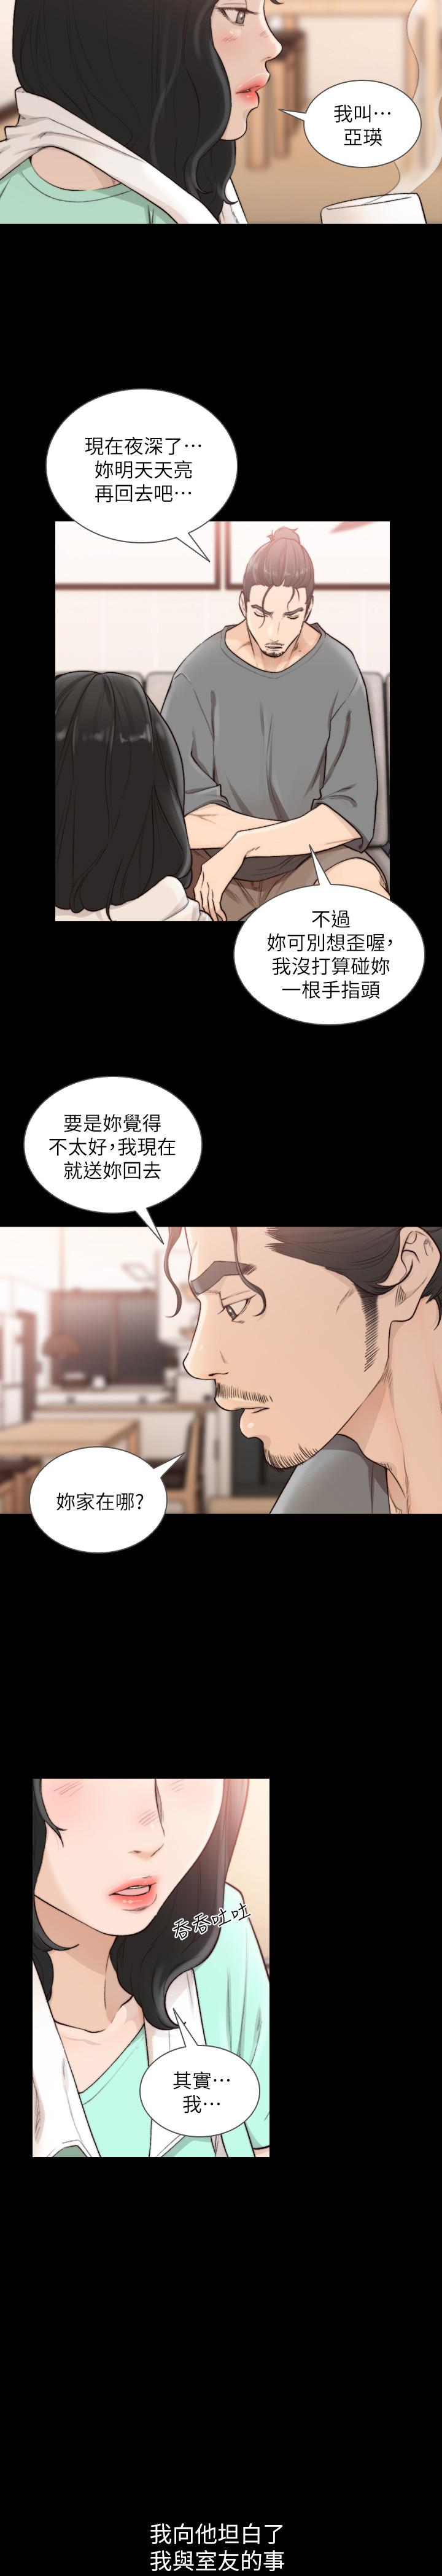 我叫⋯
亞瑛
現在夜深了⋯
妳明天天亮
再回去吧⋯
不過
妳可別想歪喔,
我沒打算碰妳
一根手指頭
要是妳覺得
不太好,我現在
就送妳回去
妳家在哪?
吞吞吐吐
其實⋯
我⋯
我向他坦白了
我與室友的事